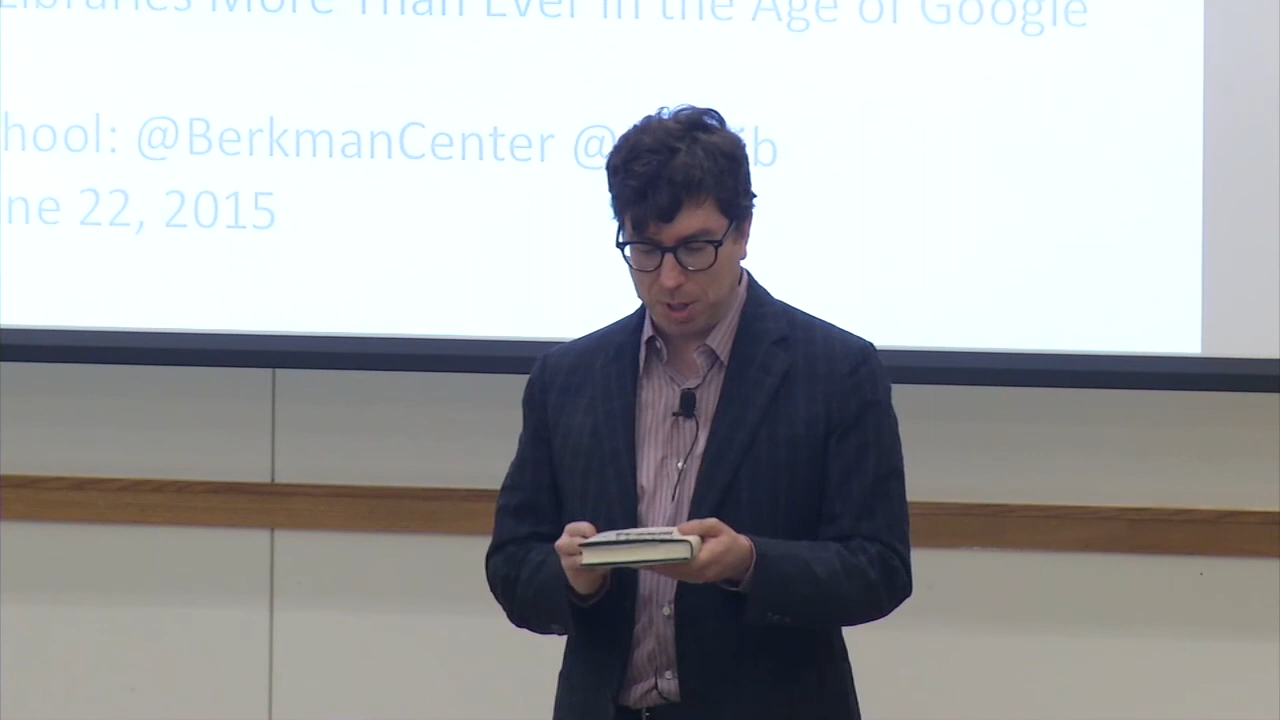 Libraries More Than Ever in the Age of Google
hool: @BerkmanCenter @
ne 22, 2015